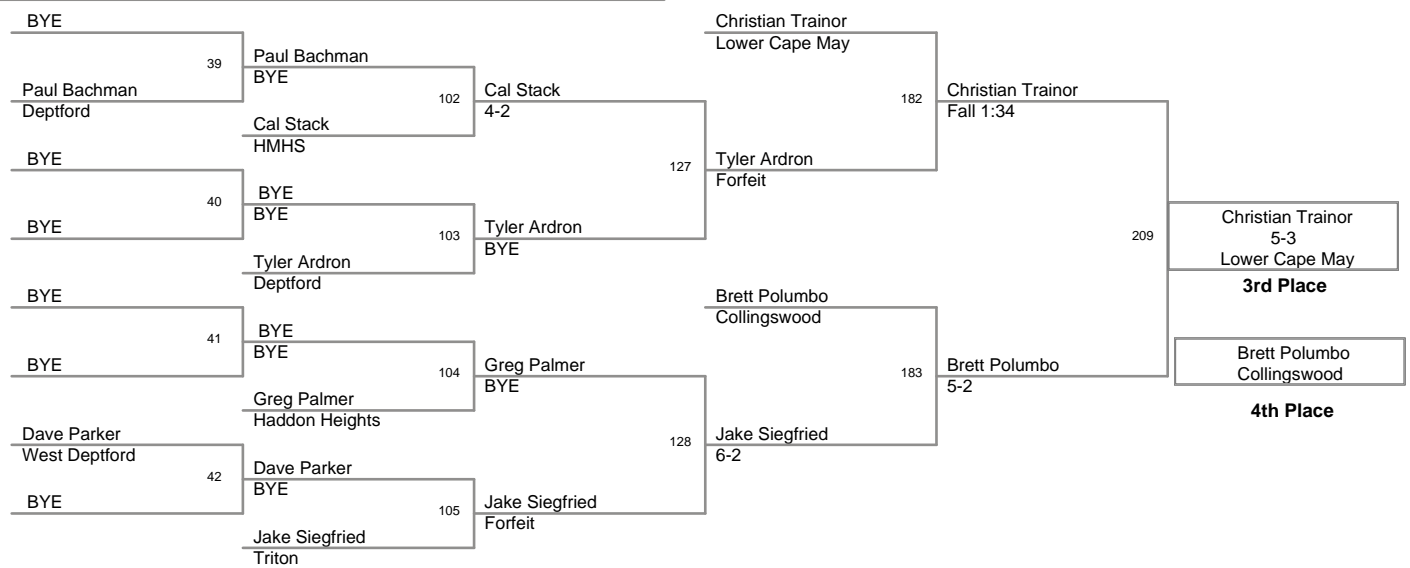 BYE
Christian Trainor
Lower Cape May
39
Paul Bachman
BYE
Paul Bachman
Deptford
102
Cal Stack
4-2
182
Christian Trainor
Fall 1:34
Cal Stack
HMHS
BYE
127
Tyler Ardron
Forfeit
40
BYE
BYE
BYE
103
Tyler Ardron
BYE
209
Christian Trainor
5-3
Lower Cape May
Tyler Ardron
Deptford
3rd Place
BYE
Brett Polumbo
Collingswood
41
BYE
BYE
BYE
104
Greg Palmer
BYE
183
Brett Polumbo
5-2
Brett Polumbo
Collingswood
Greg Palmer
Haddon Heights
4th Place
Dave Parker
West Deptford
128
Jake Siegfried
6-2
42
Dave Parker
BYE
BYE
105
Jake Siegfried
Forfeit
Jake Siegfried
Triton